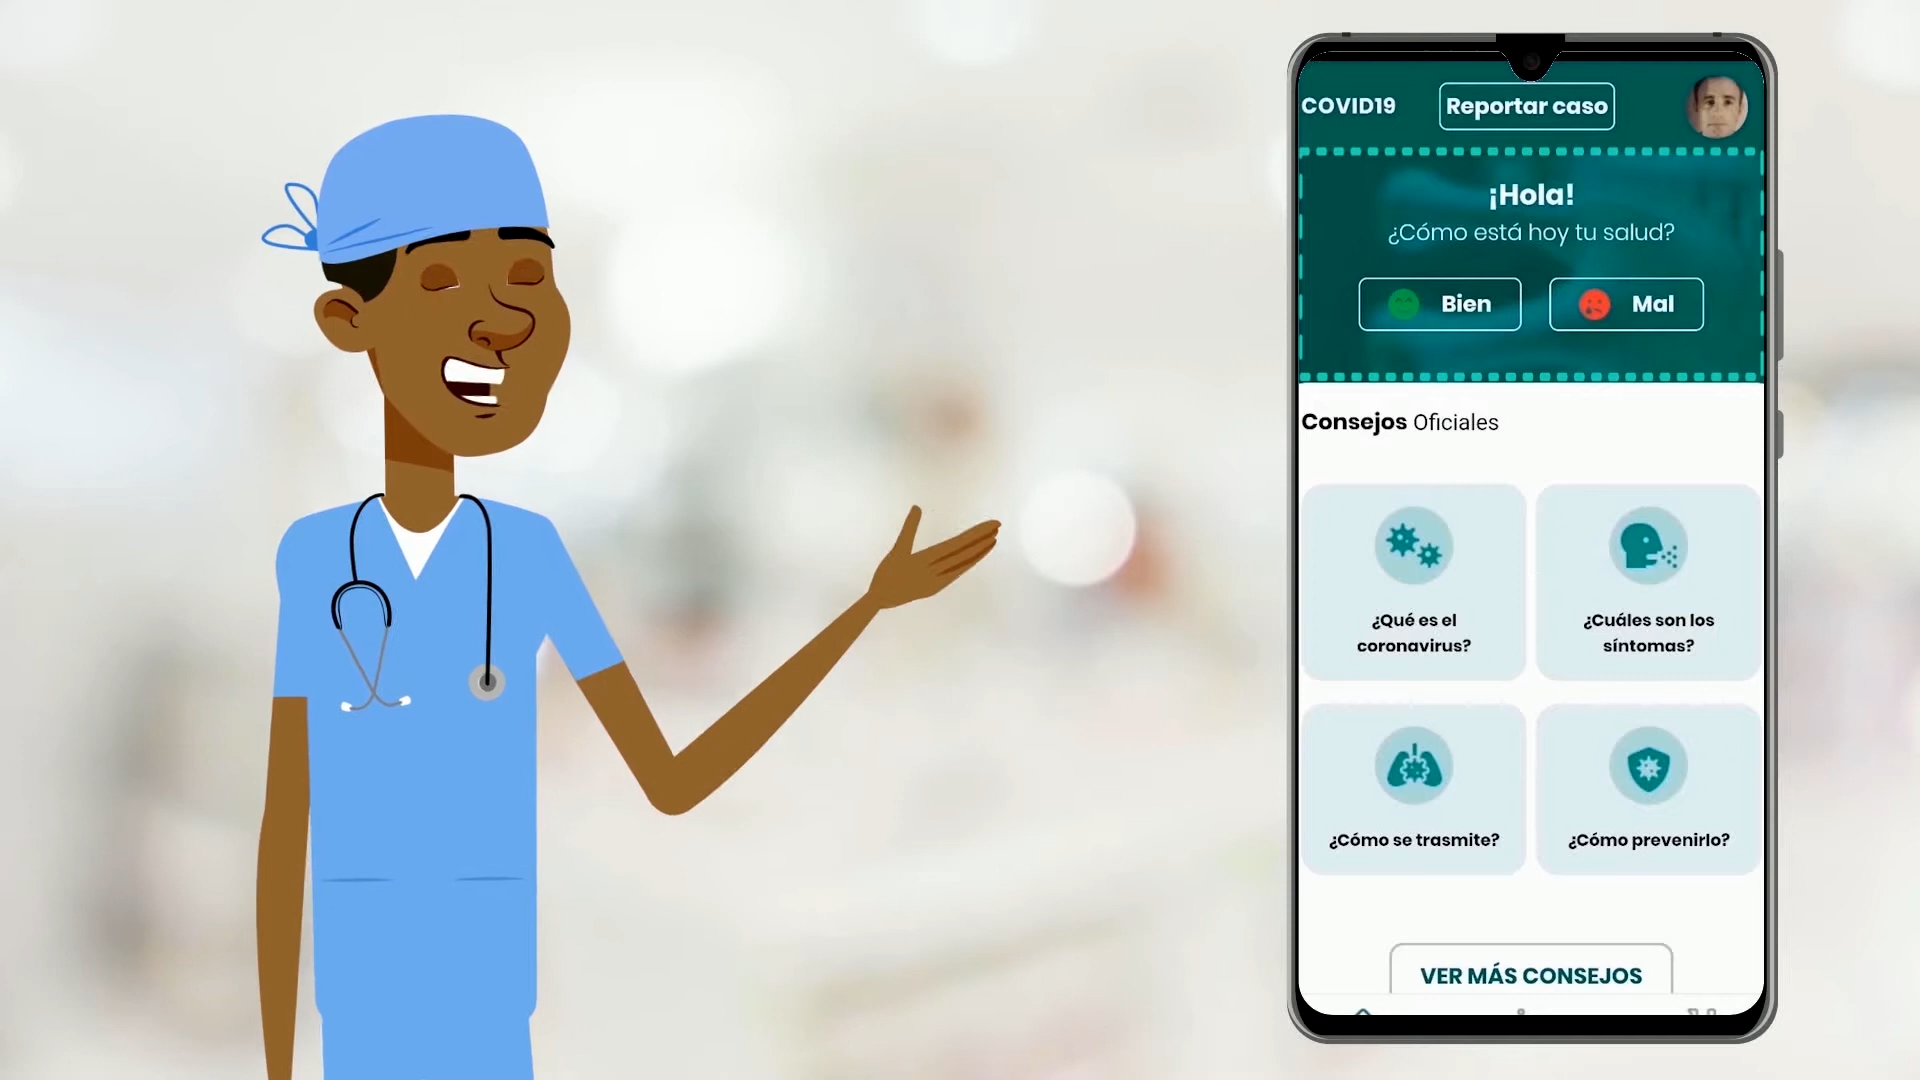 COVID19
Reportar caso
¡Hola!
¿Cómo está hoy tu salud?
Bien
Mal
Consejos Oficiales
¿Qué es el
coronavirus?
¿Cuáles son los
síntomas?
¿Cómo se trasmite?
¿Cómo prevenirlo?
VER MÁS CONSEJOS